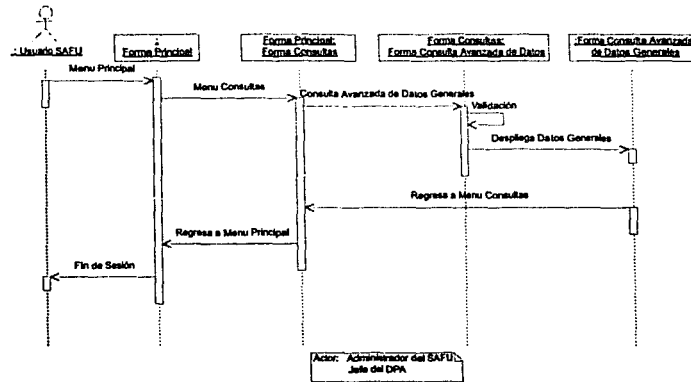 : Usuario SAFU
:
Forma Principal
Forma Principal:
Forma Consultas
Forma Consultas:
Forma Consulta Avanzada de Datos
:Forma Consulta Avanzada
de Datos Generales
Menu Principal
Menu Consultas
Consulta Avanzada de Datos Generales
Validación
Despliega Datos Generales
Regresa a Menu Consultas
Regresa a Menu Principal
Fin de Sesión
Actor: Administrador del SAFU
Jefe del DPA